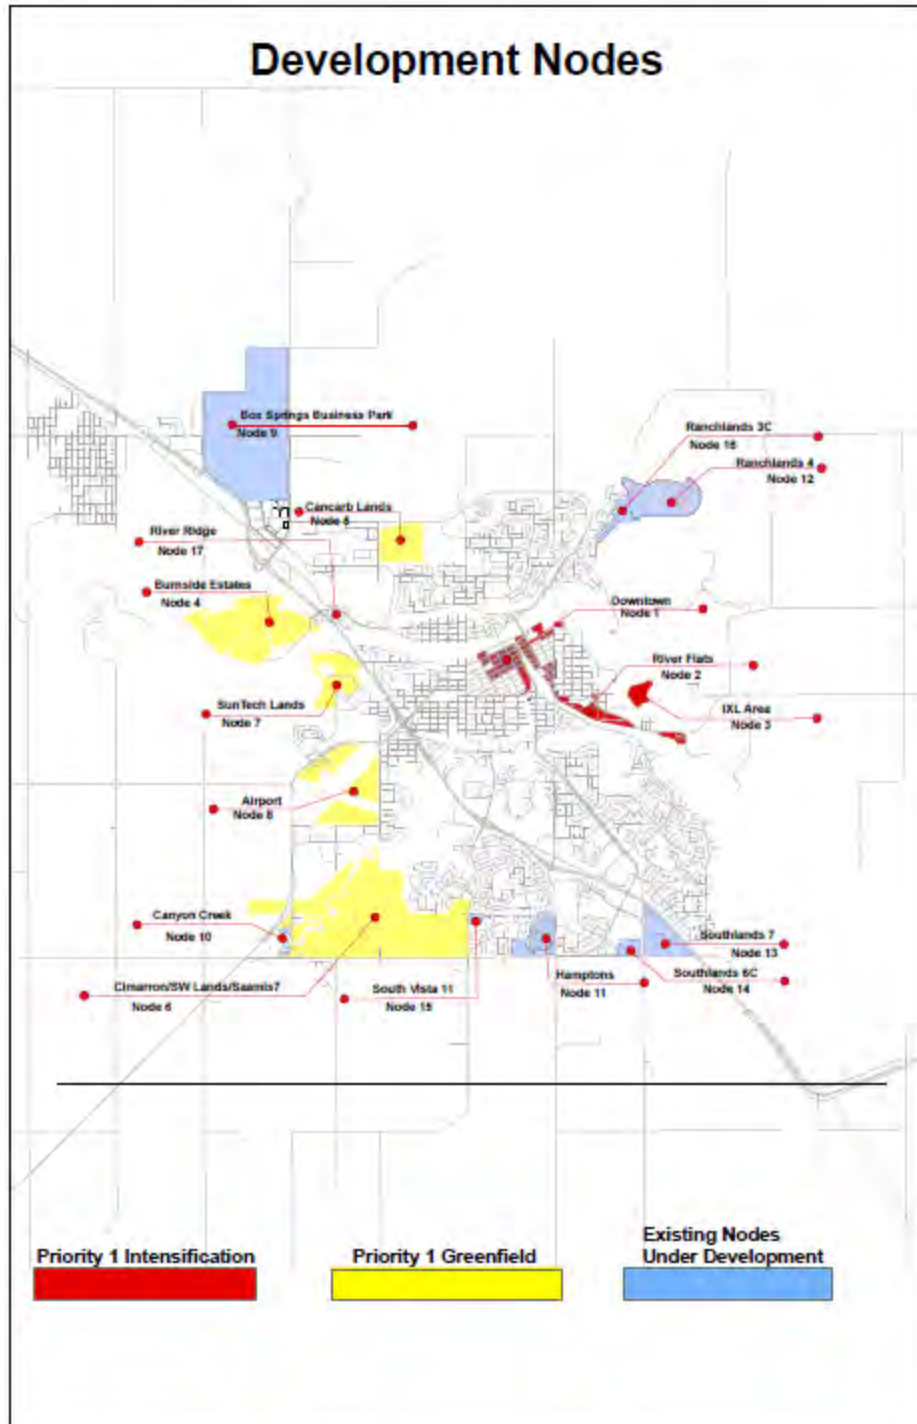 Development Nodes
Box Springs Business Park
Node 9
Ranchlands 3C
Node 16
Ranchlands 4
Node 12
Cancarb Lands
Node 5
River Ridge
Node 17
Burnside Estates
Node 4
Downtown
Node 1
River Flats
Node 2
IXL Area
Node 3
SunTech Lands
Node 7
Airport
Node 8
Canyon Creek
Node 10
Southlands 7
Node 13
Cimarron/SW Lands/Saamis7
Node 6
South Vista 11
Node 15
Hamptons
Node 11
Southlands 6C
Node 14
Priority 1 Intensification
Priority 1 Greenfield
Existing Nodes
Under Development